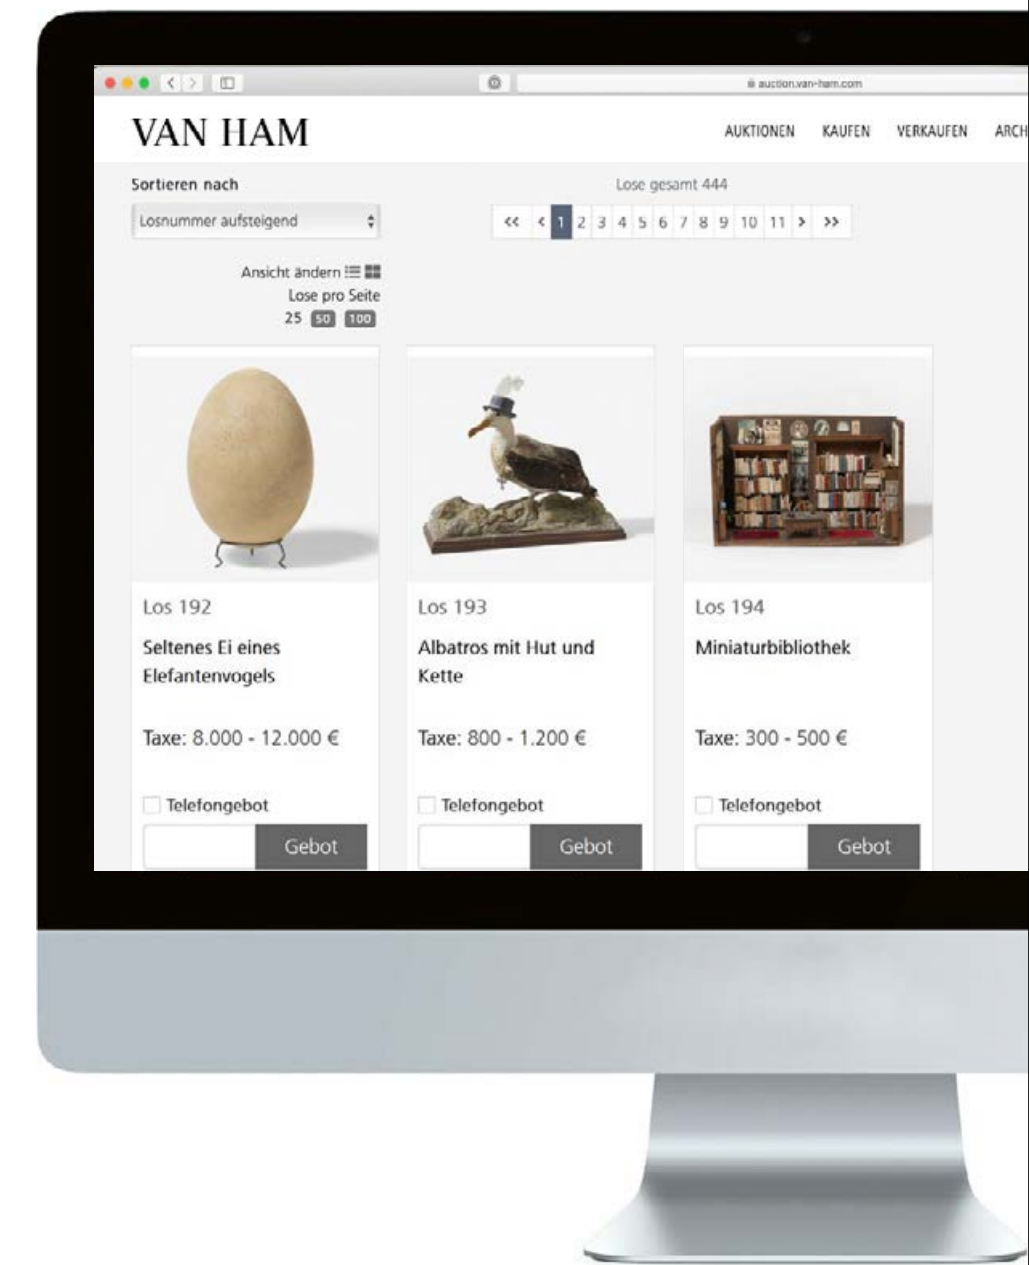 auction.van-ham.com
VAN HAM
AUKTIONEN KAUFEN VERKAUFEN ARCH
Sortieren nach
Lose gesamt 444
Losnummer aufsteigend
<< < 1 2 3 4 5 6 7 8 9 10 11 > >>
Ansicht ändern
Lose pro Seite
25 50 100
Los 192
Seltenes Ei eines
Elefantenvogels
Taxe: 8.000 - 12.000 €
Telefongebot
Gebot
Los 193
Albatros mit Hut und
Kette
Taxe: 800 - 1.200 €
Telefongebot
Gebot
Los 194
Miniaturbibliothek
Taxe: 300 - 500 €
Telefongebot
Gebot